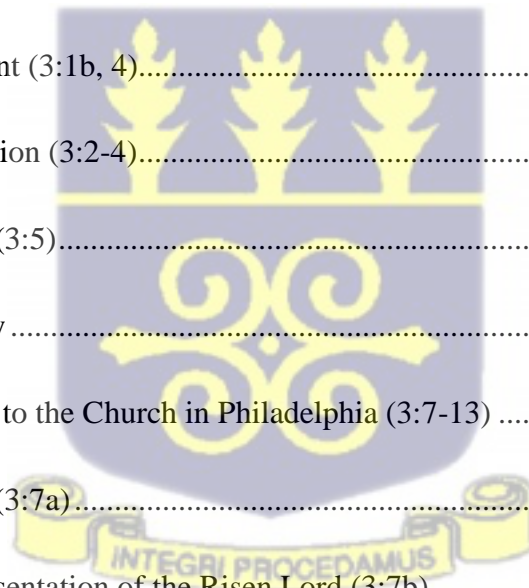 nt (3:1b, 4)
ion (3:2-4)
(3:5)
y
to the Church in Philadelphia (3:7-13)
(3:7a)
INTEGRI PROCEDAMUS
sentation of the Risen Lord (3:7b)